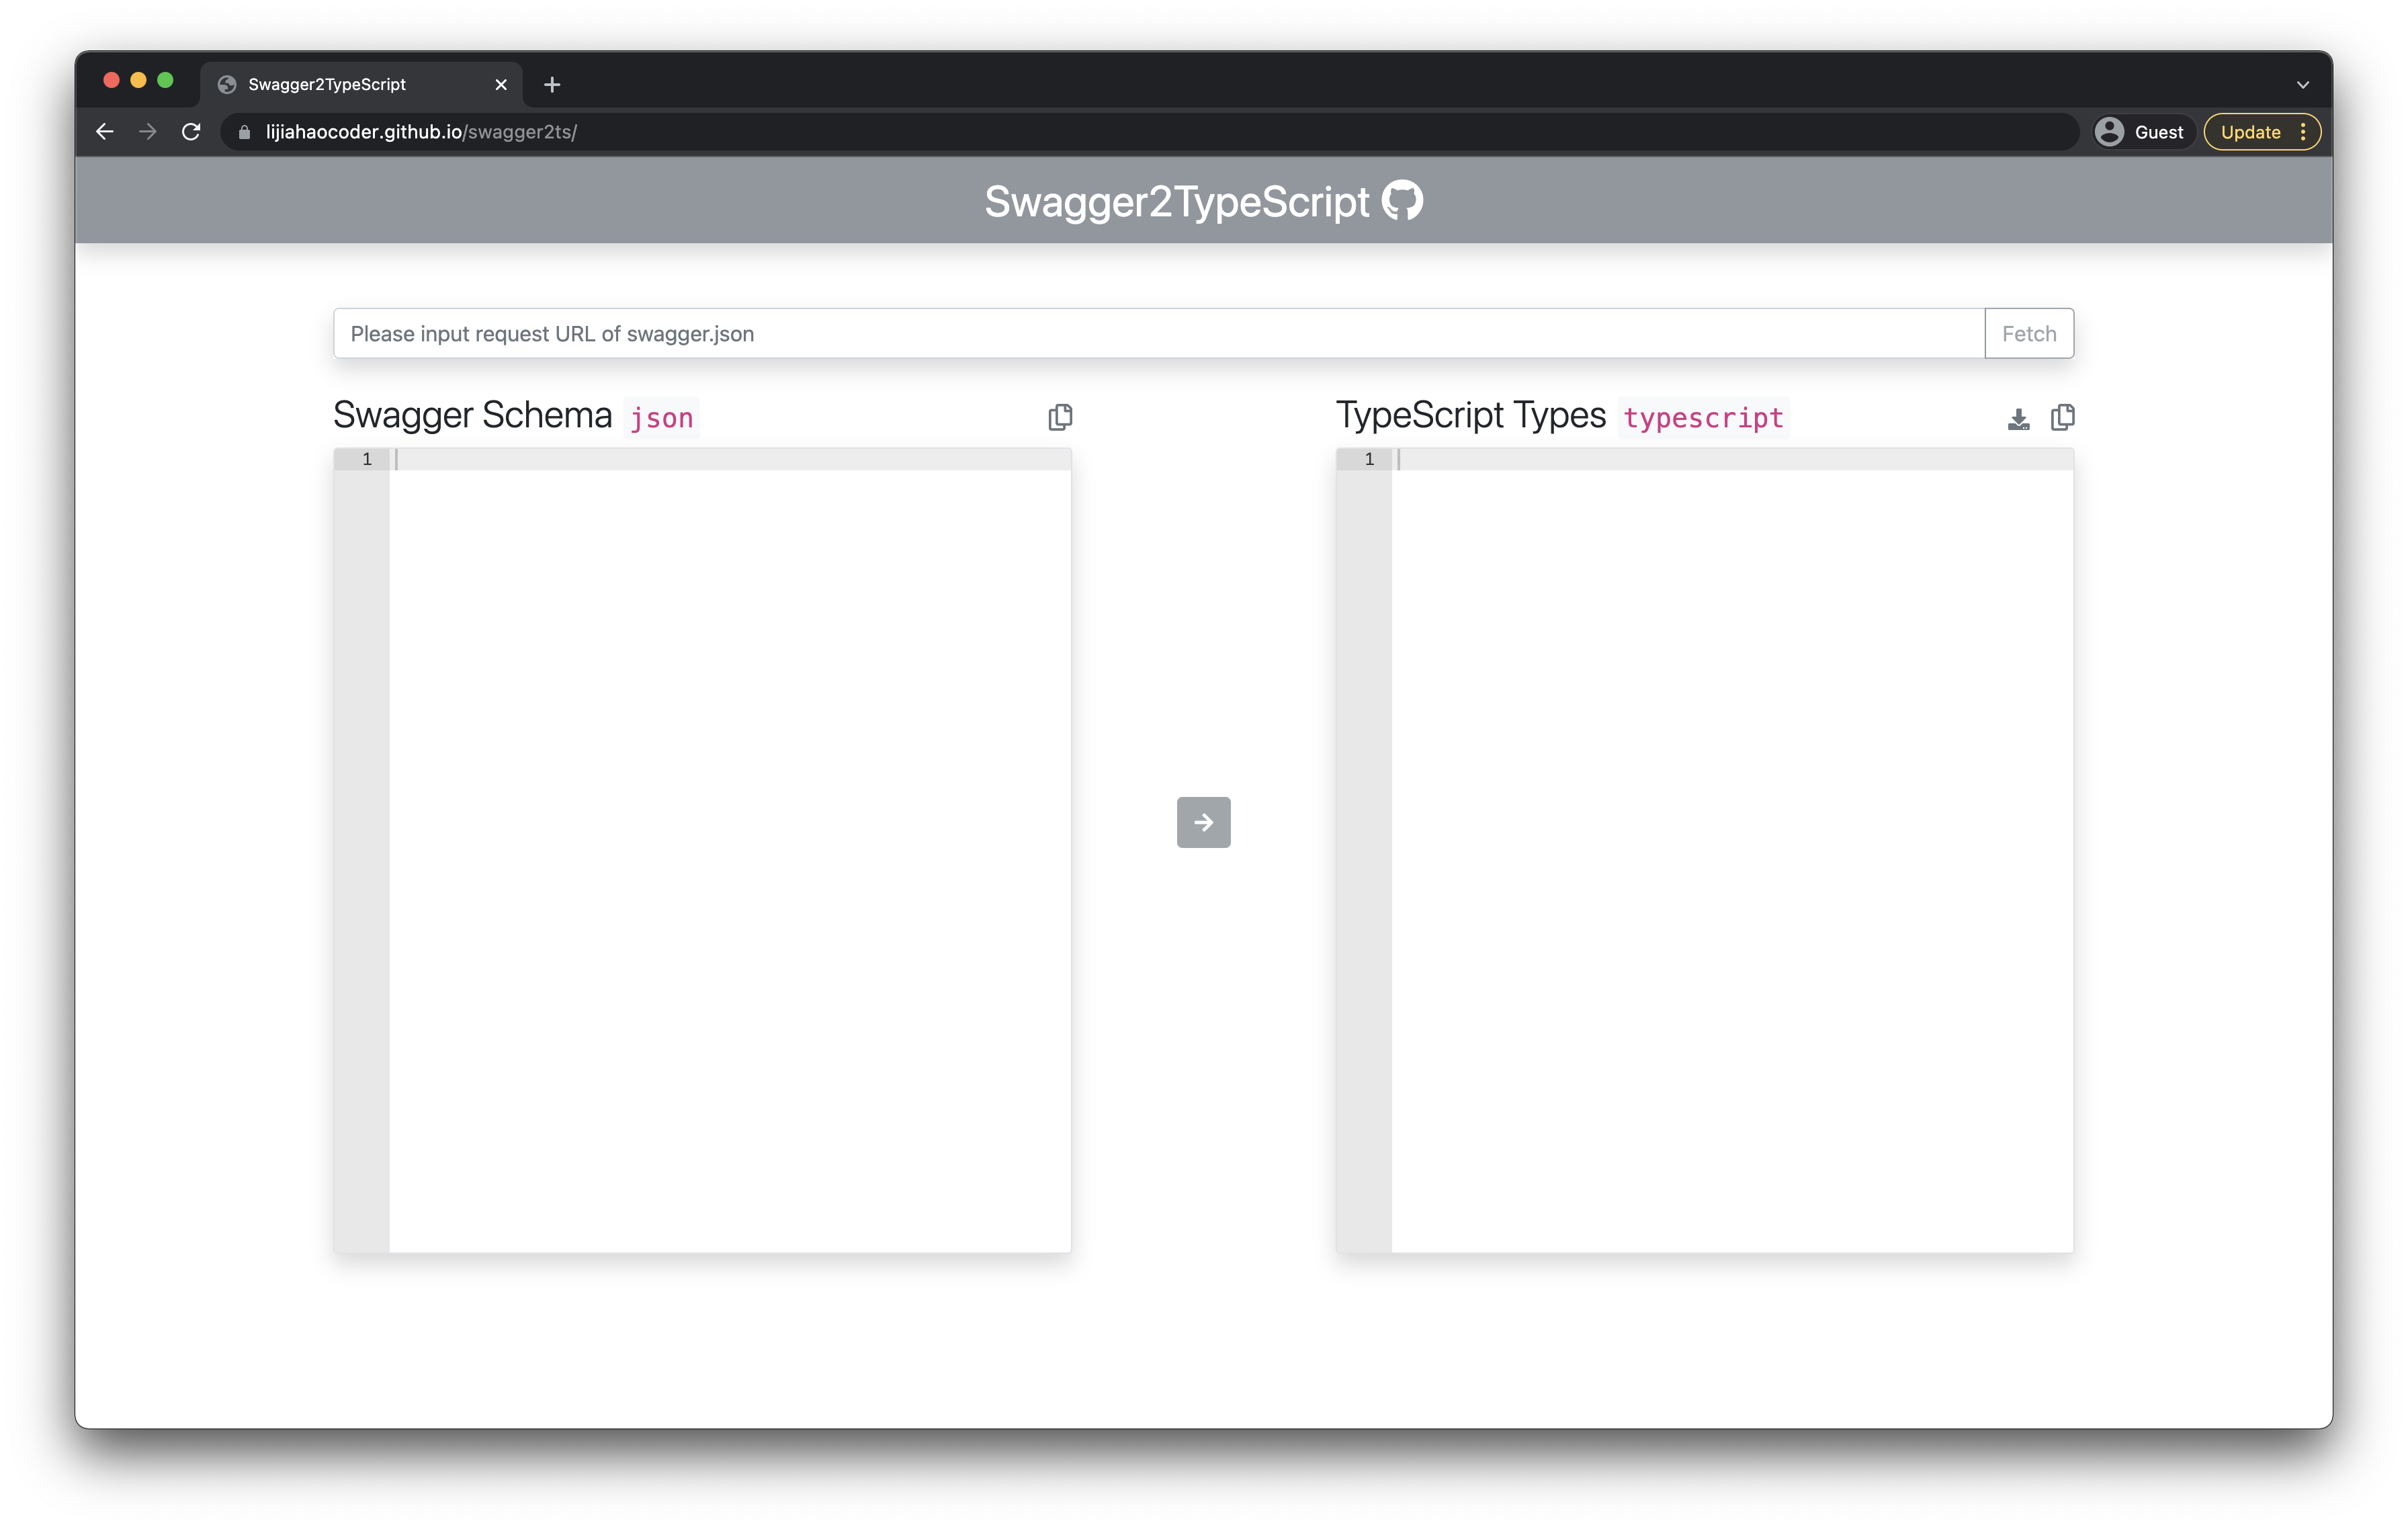 Swagger2TypeScript
lijiahaocoder.github.io/swagger2ts/
Guest
Update
Swagger2TypeScript
Please input request URL of swagger.json
Fetch
Swagger Schema json
TypeScript Types typescript
1
1